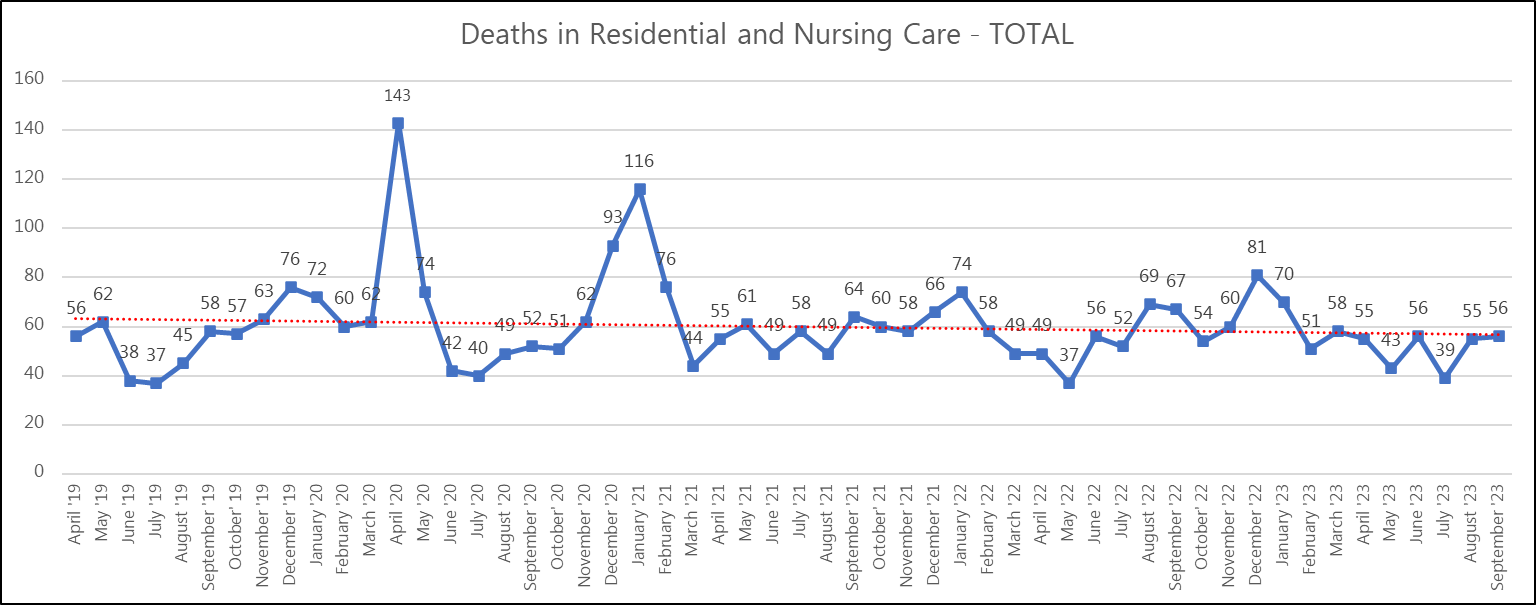 Deaths in Residential and Nursing Care - TOTAL
160
140
120
100
80
60
40
20
0
56
62
38
37
45
58
57
63
76
72
60
62
143
74
42
40
49
52
51
62
93
116
76
44
55
61
49
58
49
64
60
58
66
74
58
49
49
37
56
52
69
67
54
60
81
70
51
58
55
43
56
39
55
56
April '19
May '19
June '19
July '19
August '19
September '19
October' 19
November '19
December '19
January '20
February '20
March '20
April '20
May '20
June '20
July '20
August '20
September '20
October' 20
November '20
December '20
January '21
February '21
March '21
April '21
May '21
June '21
July '21
August '21
September '21
October' 21
November '21
December '21
January '22
February '22
March '22
April '22
May '22
June '22
July '22
August '22
September '22
October' 22
November '22
December '22
January '23
February '23
March '23
April '23
May '23
June '23
July '23
August '23
September '23